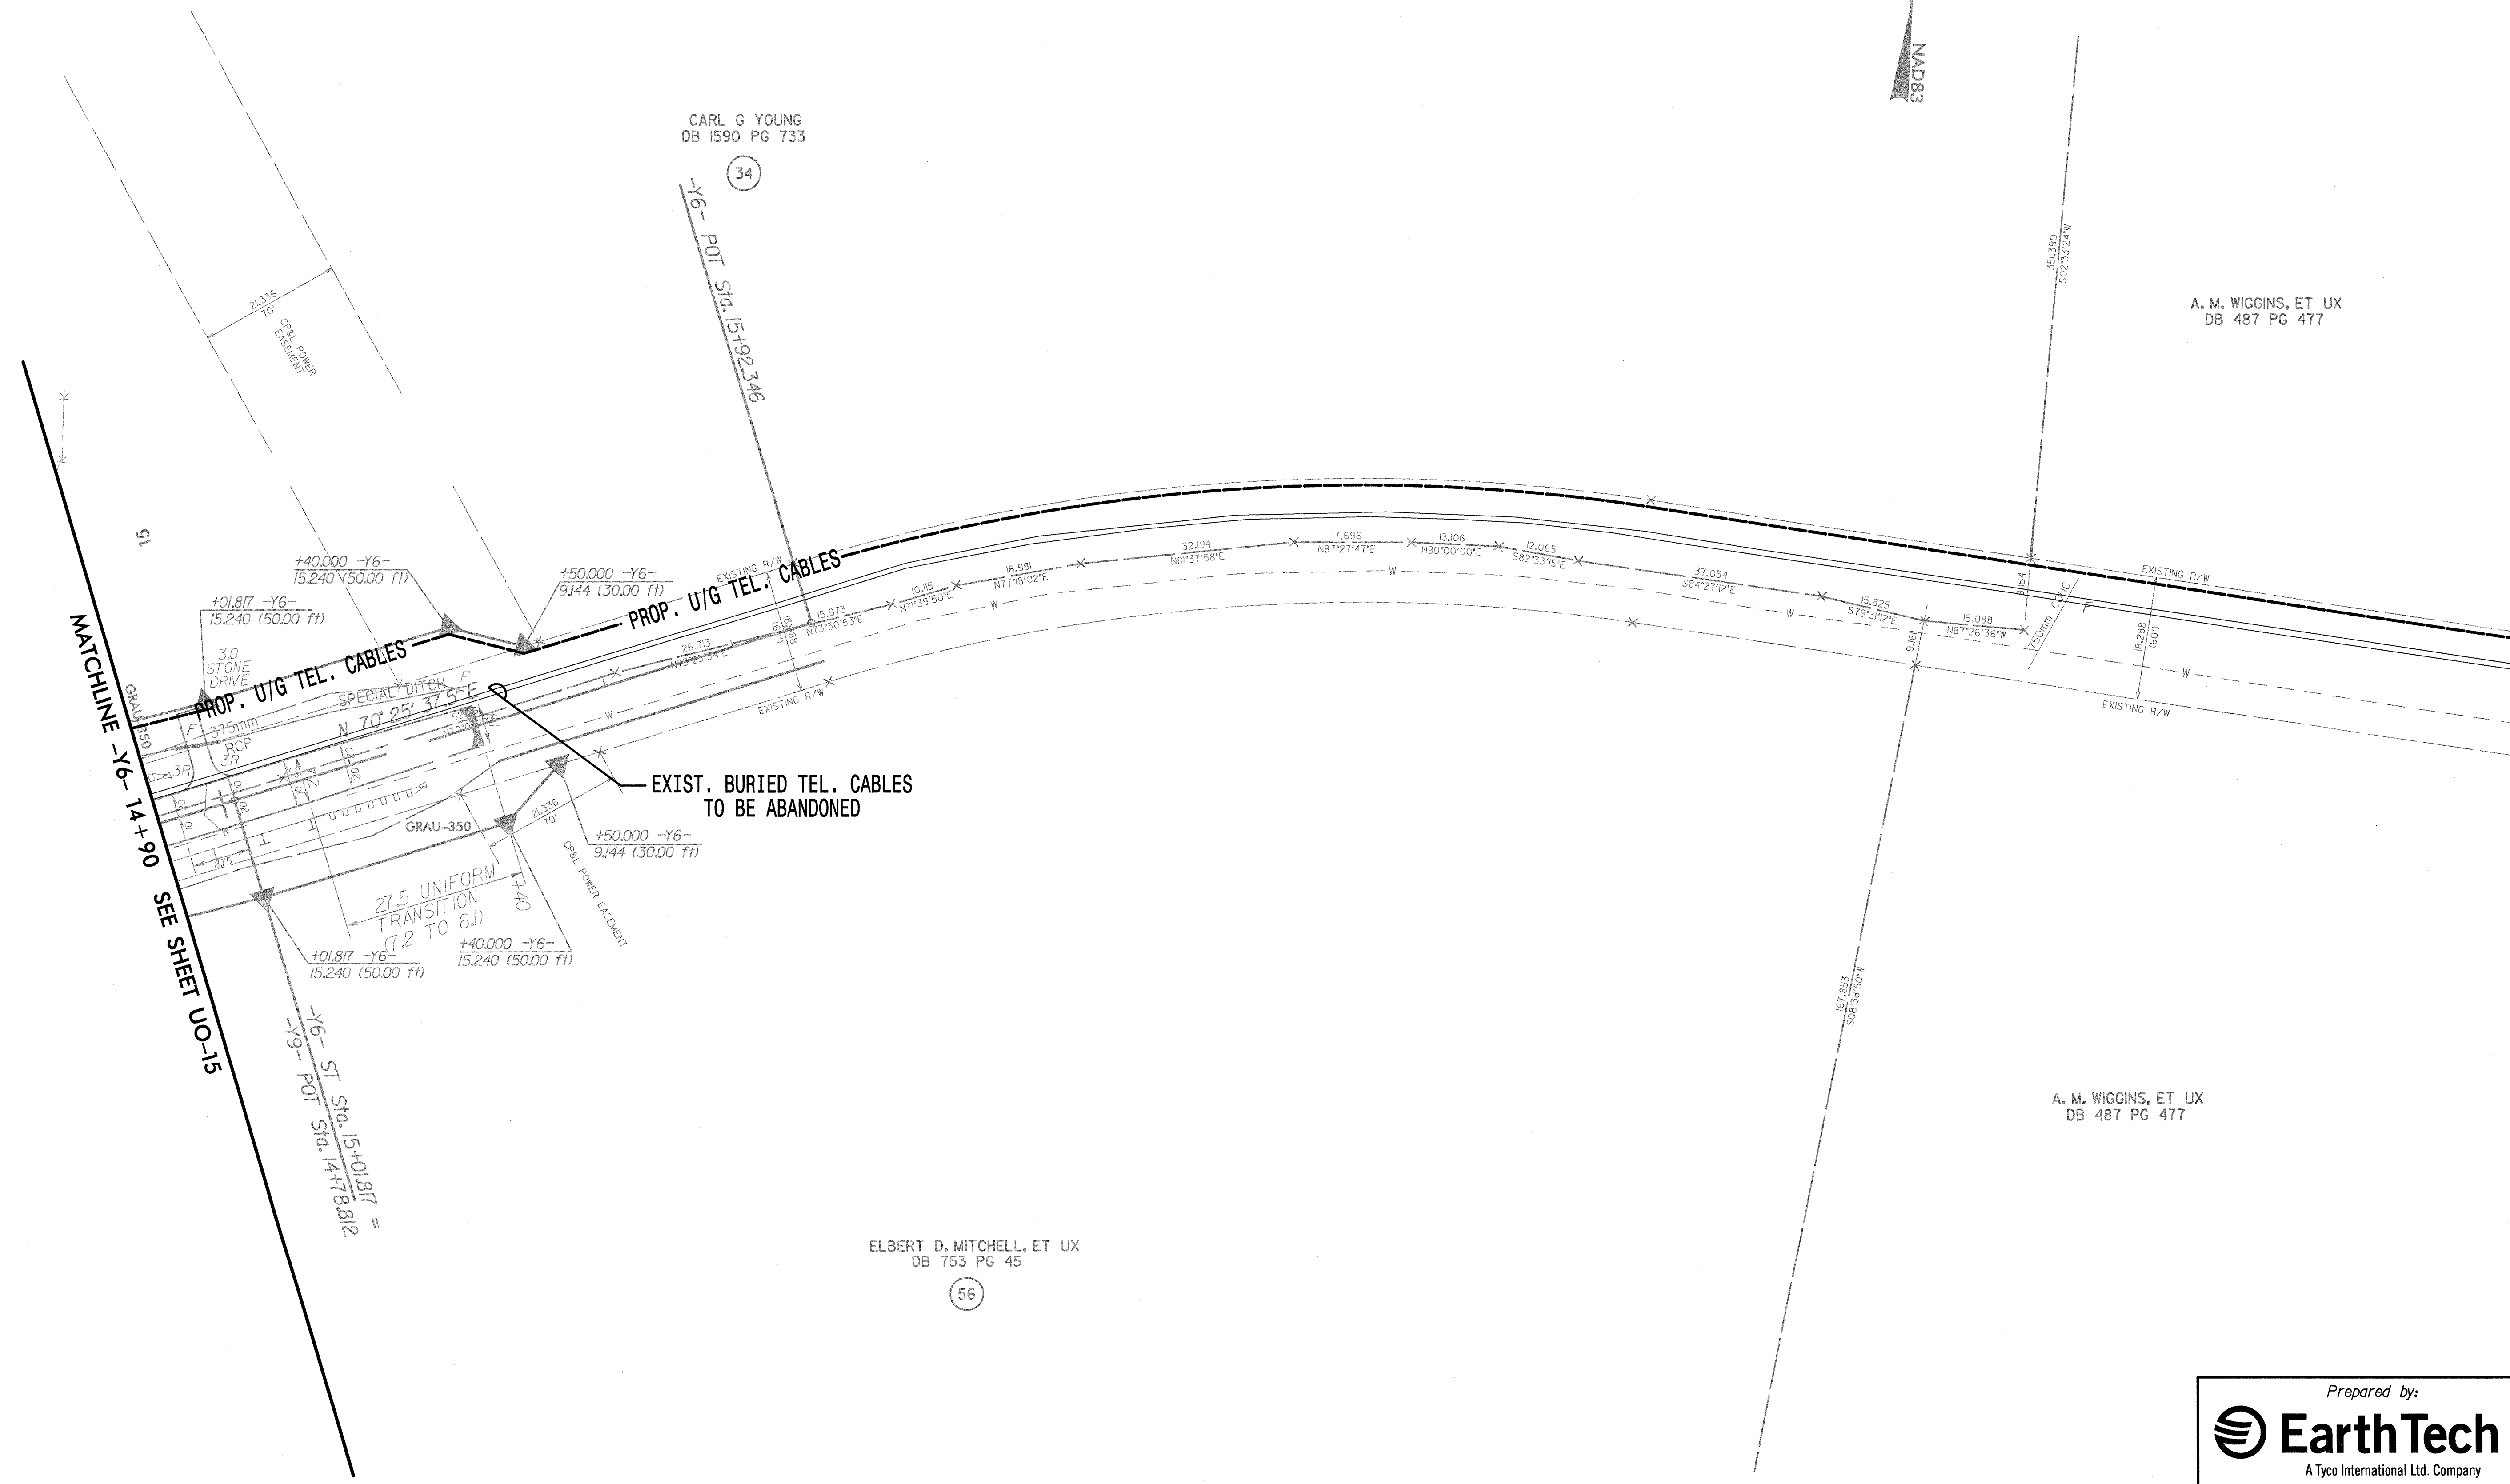 NAD83
CARL G YOUNG
DB 1590 PG 733
34
-Y6- POT Sta. 15+92.346
351.390
S02°33'24"W
A. M. WIGGINS, ET UX
DB 487 PG 477
21.336
70'
CP&L POWER
EASEMENT
15
+40.000 -Y6-
15.240 (50.00 ft)
+50.000 -Y6-
9.144 (30.00 ft)
+01.817 -Y6-
15.240 (50.00 ft)
EXISTING R/W
PROP. U/G TEL. CABLES
PROP. U/G TEL. CABLES
3.0
STONE
DRIVE
SPECIAL DITCH
F
N 70° 25' 37.5" E
375mm
RCP
3R
3R
F
GRAU-350
MATCHLINE -Y6- 14+90 SEE SHEET UO-15
26.713
15.973
N73°30'53"E
10.115
N71°39'50"E
18.981
N77°18'02"E
32.194
N81°37'58"E
17.696
N87°27'47"E
13.106
N90°00'00"E
12.065
S82°33'15"E
37.054
S84°27'12"E
15.825
S79°31'12"E
15.088
N87°26'36"W
9.161
750mm CONC
F
EXISTING R/W
18.288
(60')
EXISTING R/W
EXISTING R/W
W
W
W
W
W
W
EXIST. BURIED TEL. CABLES
TO BE ABANDONED
GRAU-350
21.336
70'
CP&L POWER EASEMENT
+50.000 -Y6-
9.144 (30.00 ft)
7.2
27.5 UNIFORM
TRANSITION
(7.2 TO 6.1)
+40
+40.000 -Y6-
15.240 (50.00 ft)
+01.817 -Y6-
15.240 (50.00 ft)
-Y6- ST Sta. 15+01.817 =
-Y9- POT Sta. 14+78.812
167.853
S08°38'50"W
A. M. WIGGINS, ET UX
DB 487 PG 477
ELBERT D. MITCHELL, ET UX
DB 753 PG 45
56
Prepared by:
EarthTech
A Tyco International Ltd. Company